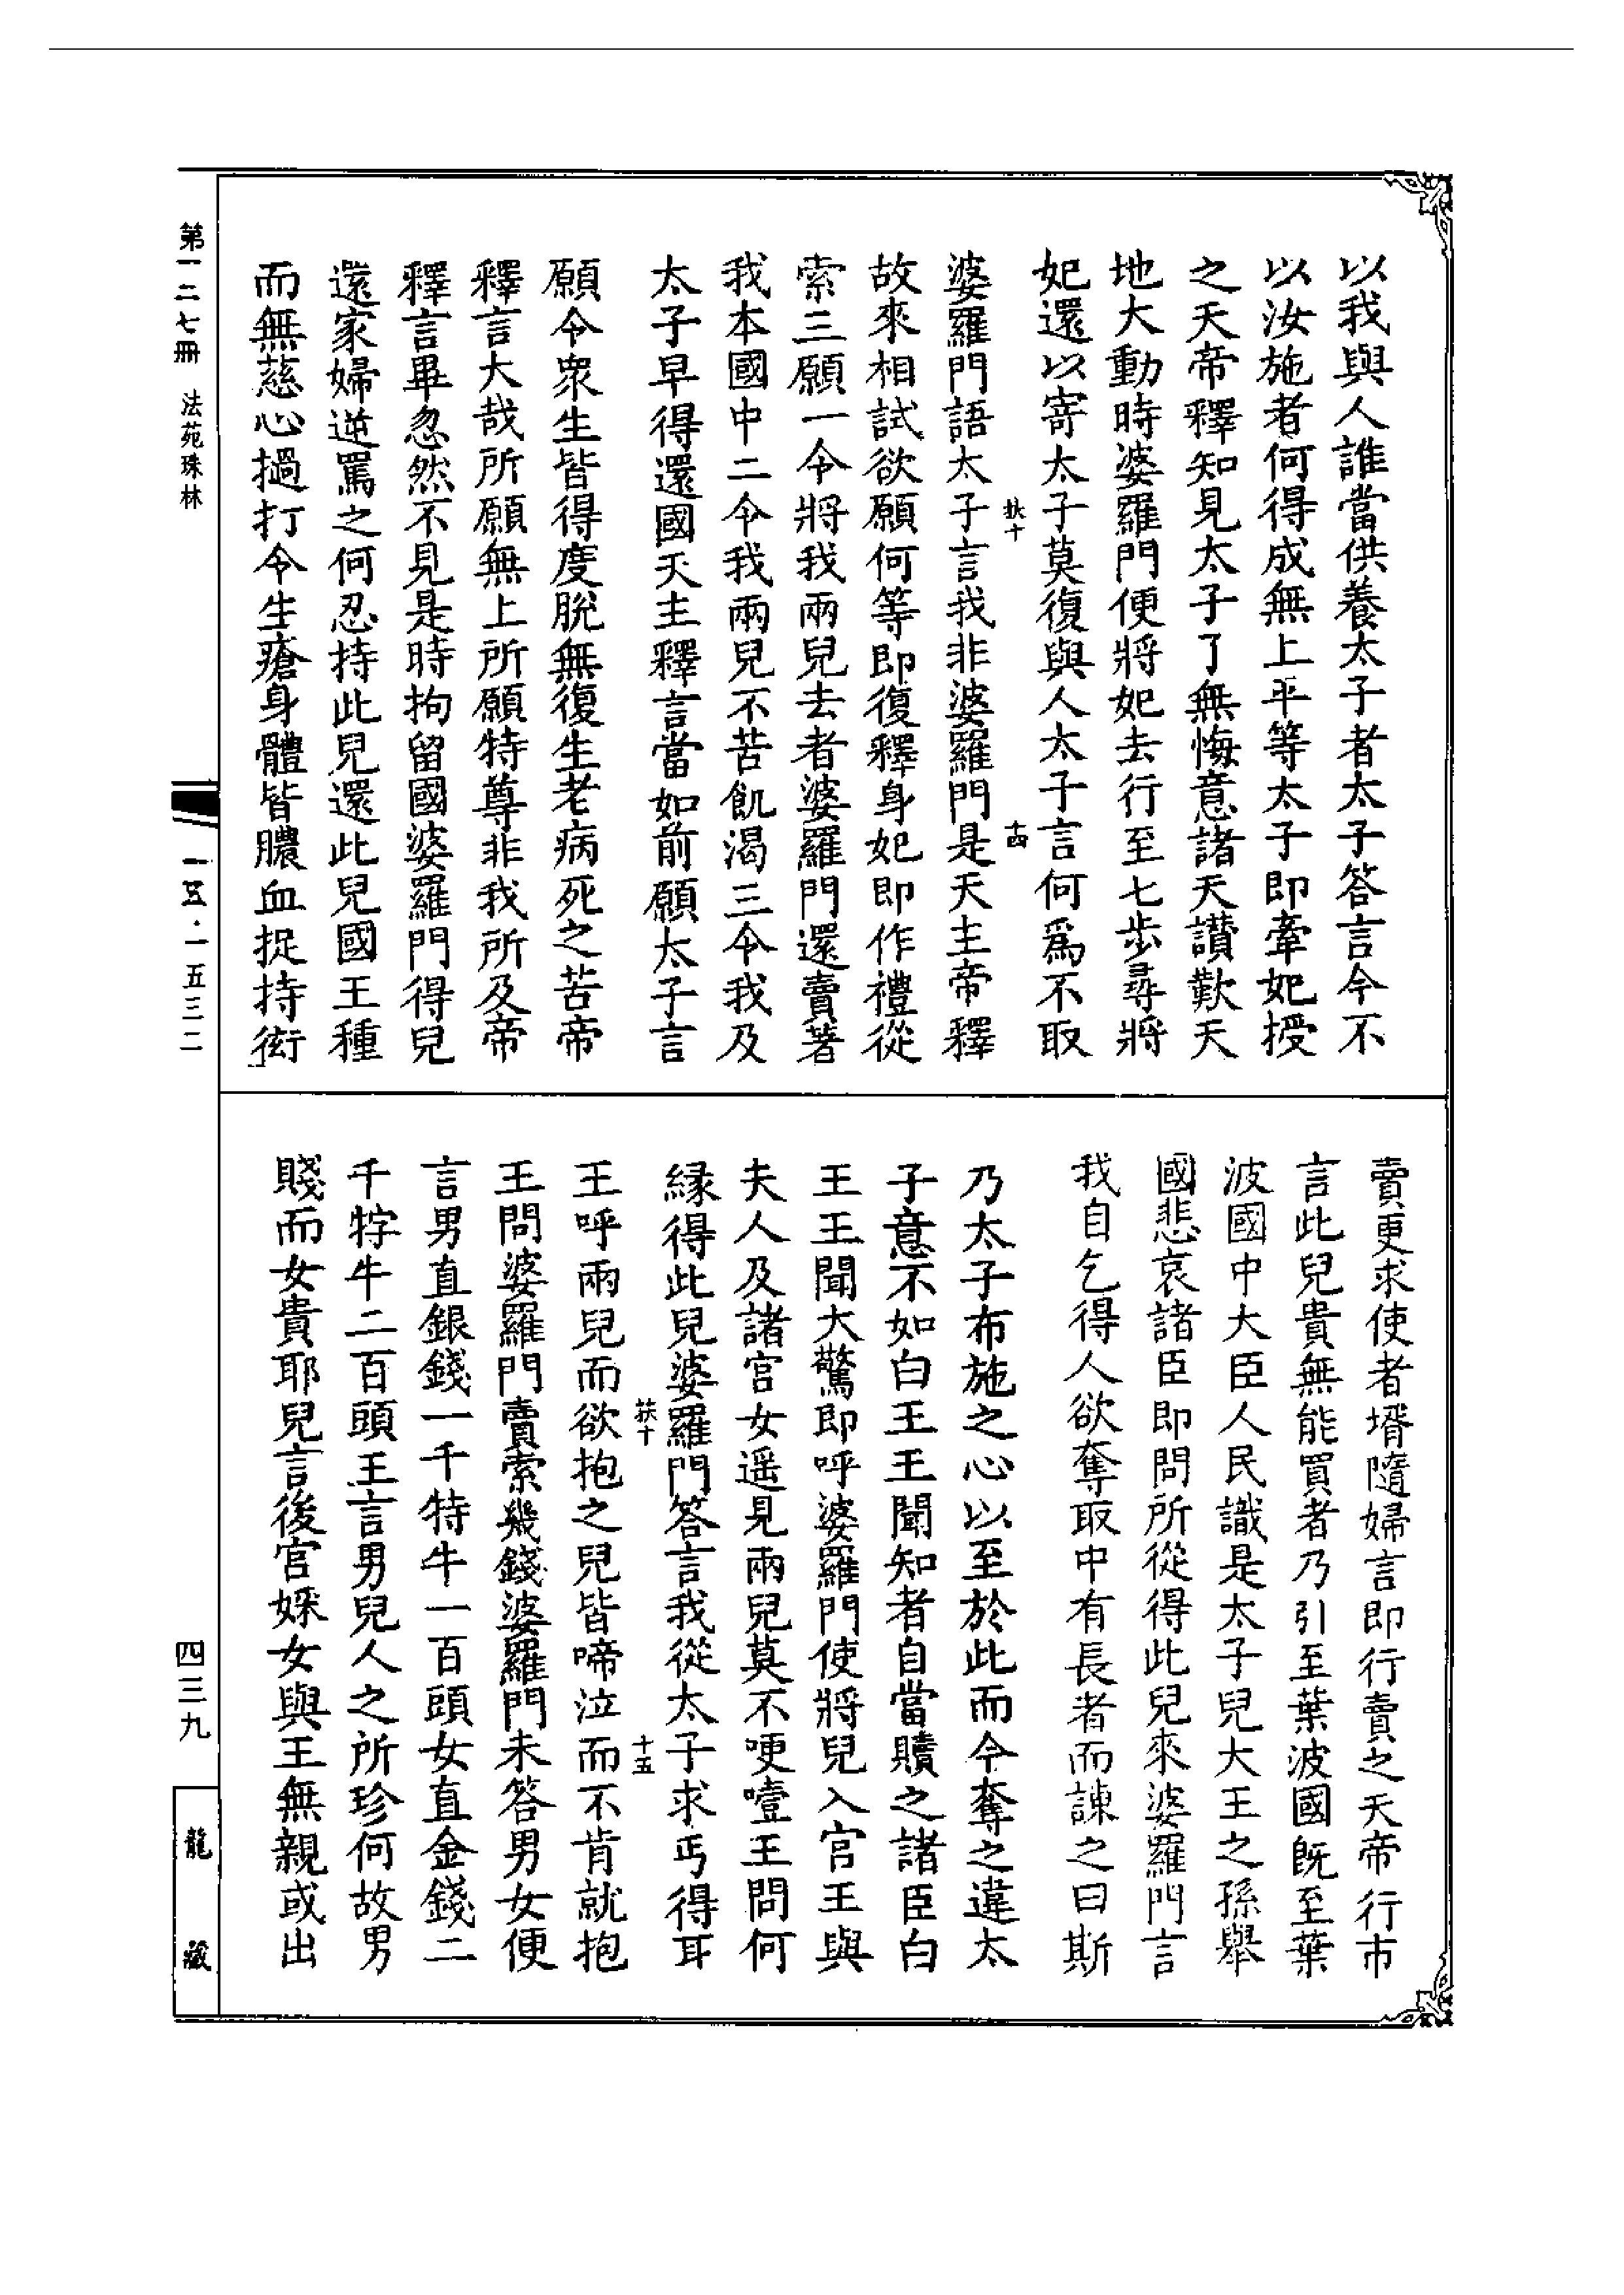 以我與人誰當供養太子者太子答言今不
以汝施者何得成無上平等太子即牽妃授
之天帝釋知見太子了無悔意諸天讃歎天
地大動時婆羅門便將妃去行至七步尋將
妃還以寄太子莫復與人太子言何爲不取
扶十
十四
婆羅門語太子言我非婆羅門是天主帝釋
故來相試欲願何等即復釋身妃即作禮從
索三願一令將我兩兒去者婆羅門還賣著
我本國中二令我兩兒不苦飢渴三令我及
太子早得還國天主釋言當如前願太子言
願令衆生皆得度脫無復生老病死之苦帝
釋言大哉所願無上所願特尊非我所及帝
釋言畢忽然不見是時拘留國婆羅門得兒
還家婦逆罵之何忍持此兒還此兒國王種
而無慈心撾打令生瘡身體皆膿血捉持衒
賣更求使者壻隨婦言即行賣之天帝行市
言此兒貴無能買者乃引至葉波國旣至葉
波國中大臣人民識是太子兒大王之孫舉
國悲哀諸臣即問所從得此兒來婆羅門言
我自乞得人欲奪取中有長者而諫之曰斯
乃太子布施之心以至於此而今奪之違太
子意不如白王王聞知者自當贖之諸臣白
王王聞大驚即呼婆羅門使將兒入宮王與
夫人及諸宮女遥見兩兒莫不哽噎王問何
縁得此兒婆羅門答言我從太子求丐得耳
扶十
十五
王呼兩兒而欲抱之兒皆啼泣而不肯就抱
王問婆羅門賣索幾錢婆羅門未答男女便
言男直銀錢一千特牛一百頭女直金錢二
千牸牛二百頭王言男兒人之所珍何故男
賤而女貴耶兒言後宮婇女與王無親或出
第一二七冊 法苑珠林
一五·一五三二
四三九
龍藏